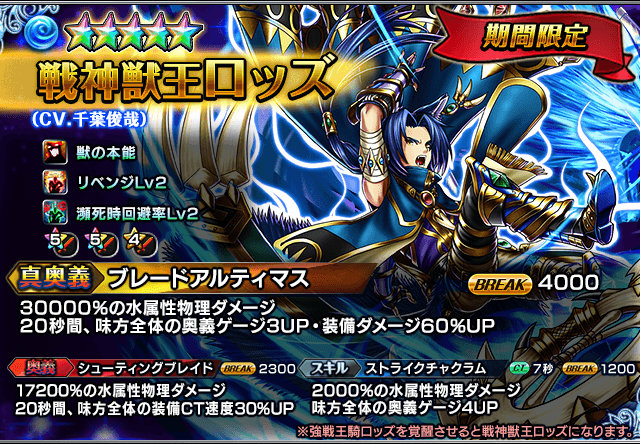 期間限定
戦神獣王ロッズ
(CV.千葉俊哉)
獣の本能
リベンジLv2
瀕死時回避率Lv2
5 5 4
真奥義 ブレードアルティマス BREAK 4000
30000%の水属性物理ダメージ
20秒間、味方全体の奥義ゲージ3UP・装備ダメージ60%UP
奥義 シューティングブレイド BREAK 2300
17200%の水属性物理ダメージ
20秒間、味方全体の装備CT速度30%UP
スキル ストライクチャクラム CT 7秒 BREAK 1200
2000%の水属性物理ダメージ
味方全体の奥義ゲージ4UP
※強戦王騎ロッズを覚醒させると戦神獣王ロッズになります。